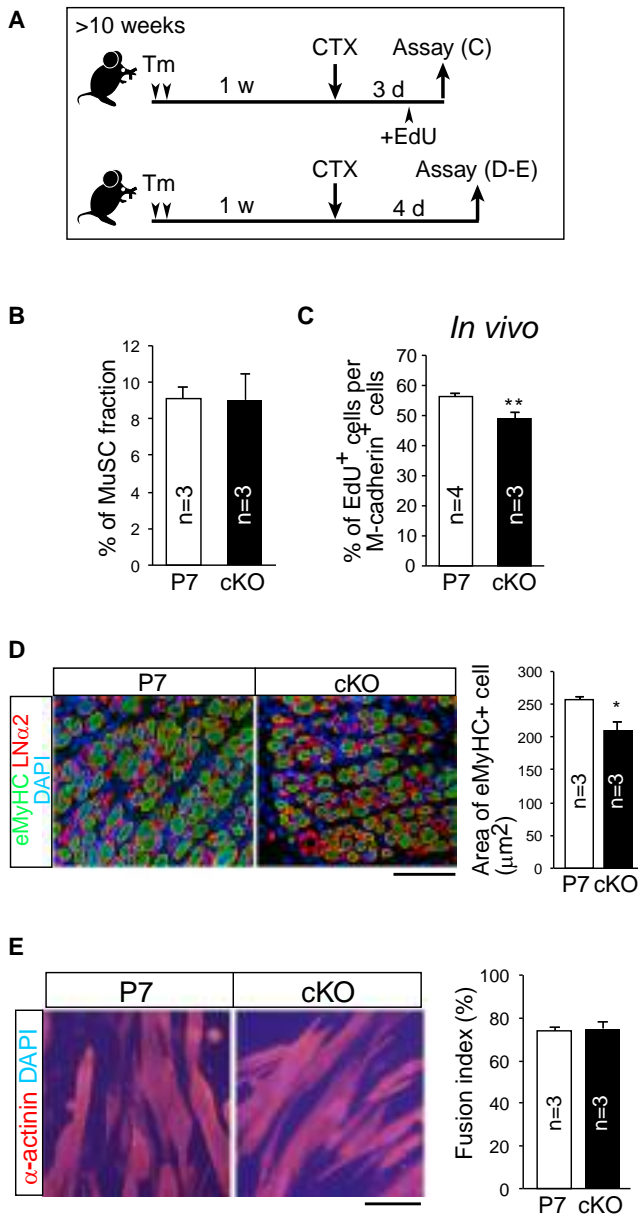 A
>10 weeks
Tm
1 w
CTX
3 d
Assay (C)
+EdU
Tm
1 w
CTX
4 d
Assay (D-E)
B
% of MuSC fraction
14
12
10
8
6
4
2
0
n=3
n=3
P7
cKO
C
In vivo
% of EdU+ cells per
M-cadherin+ cells
70
60
50
40
30
20
10
0
**
n=4
n=3
P7
cKO
D
P7
cKO
eMyHC LNα2
DAPI
Area of eMyHC+ cell
(μm2)
300
250
200
150
100
50
0
*
n=3
n=3
P7 cKO
E
P7
cKO
α-actinin DAPI
Fusion index (%)
100
80
60
40
20
0
n=3
n=3
P7 cKO